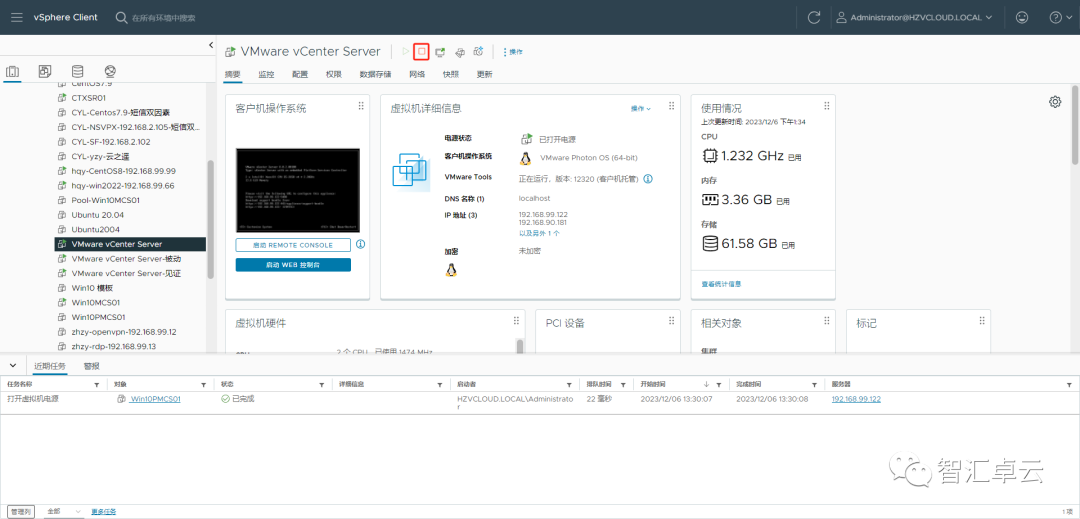 vSphere Client
在所有环境中搜索
Administrator@HZVCLOUD.LOCAL
CentOS7.9
CTXSR01
CYL-Centos7.9-短信双因素
CYL-NSVPX-192.168.2.105-短信双...
CYL-SF-192.168.2.102
CYL-yzy-云之遥
hqy-CentOS8-192.168.99.99
hqy-win2022-192.168.99.66
Pool-Win10MCS01
Ubuntu 20.04
Ubuntu2004
VMware vCenter Server
VMware vCenter Server-被动
VMware vCenter Server-见证
Win10 模板
Win10MCS01
Win10PMCS01
zhzy-openvpn-192.168.99.12
zhzy-rdp-192.168.99.13
VMware vCenter Server
操作
摘要 监控 配置 权限 数据存储 网络 快照 更新
客户机操作系统
启动 REMOTE CONSOLE
启动 WEB 控制台
虚拟机详细信息
操作
电源状态 已打开电源
客户机操作系统 VMware Photon OS (64-bit)
VMware Tools 正在运行，版本: 12320 (客户机托管)
DNS 名称 (1) localhost
IP 地址 (3) 192.168.99.122
192.168.90.181
以及另外 1 个
加密 未加密
使用情况
上次更新时间: 2023/12/6 下午1:34
CPU
1.232 GHz 已用
内存
3.36 GB 已用
存储
61.58 GB 已用
查看统计信息
虚拟机硬件
2 个 CPU, 已使用 1474 MHz
PCI 设备
相关对象
集群
标记
近期任务 警报
任务名称 对象 状态 详细信息 启动者 排队时间 开始时间 完成时间 服务器
打开虚拟机电源 Win10PMCS01 已完成 HZVCLOUD.LOCAL\Administrato 22 毫秒 2023/12/06 13:30:07 2023/12/06 13:30:08 192.168.99.122
r
智汇卓云
管理列 全部 更多任务 1 项